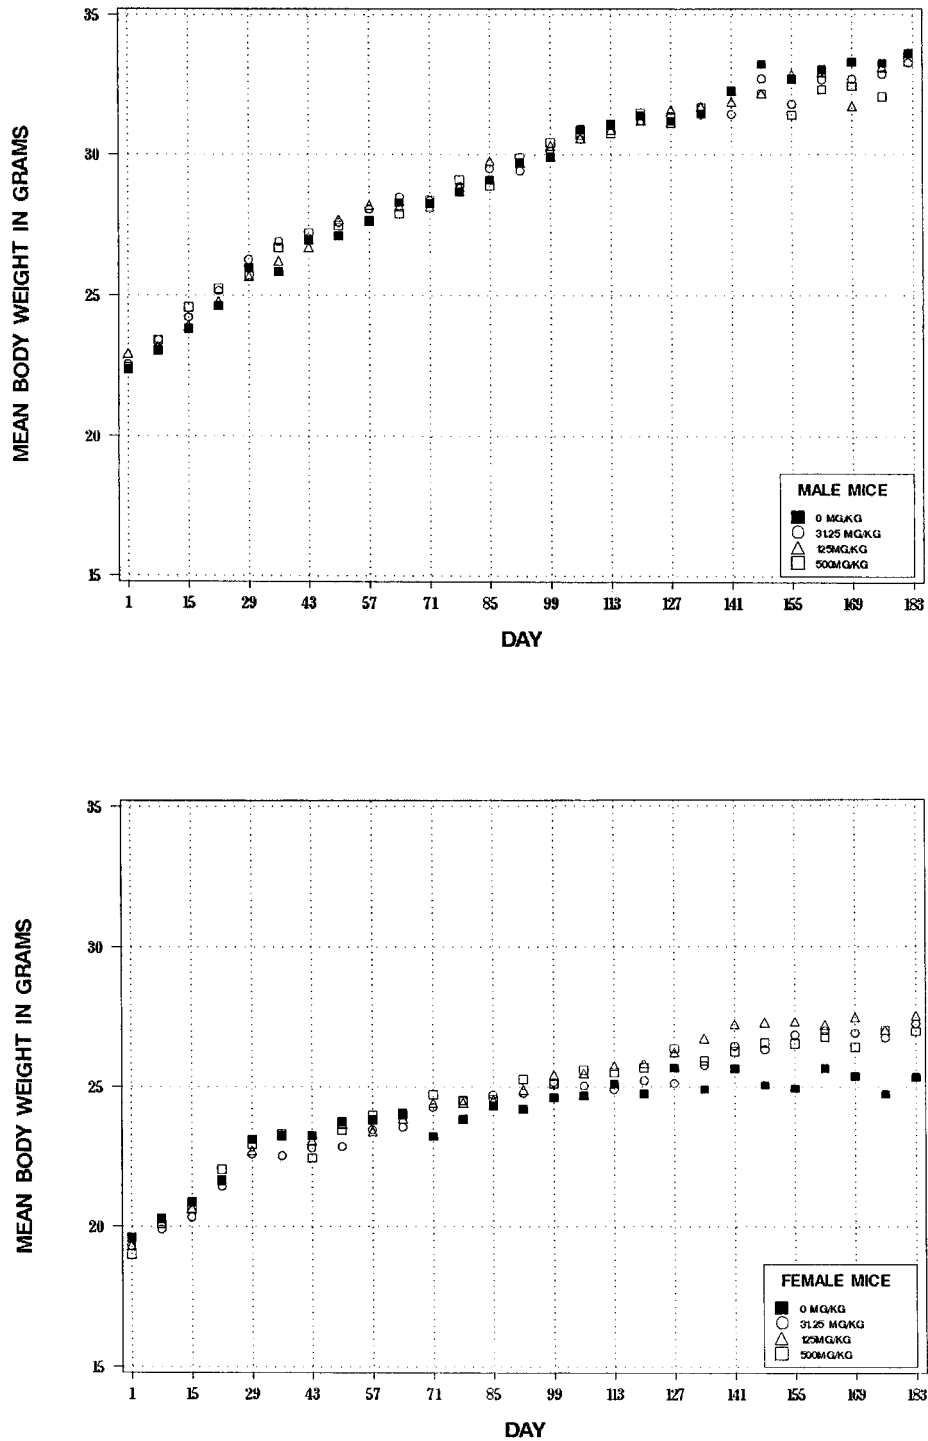 35
30
25
20
15
MEAN BODY WEIGHT IN GRAMS
MALE MICE
0 MG/KG
31.25 MG/KG
125MG/KG
500MG/KG
1 15 29 43 57 71 85 99 113 127 141 155 169 183
DAY
35
30
25
20
15
MEAN BODY WEIGHT IN GRAMS
FEMALE MICE
0 MG/KG
31.25 MG/KG
125MG/KG
500MG/KG
1 15 29 43 57 71 85 99 113 127 141 155 169 183
DAY